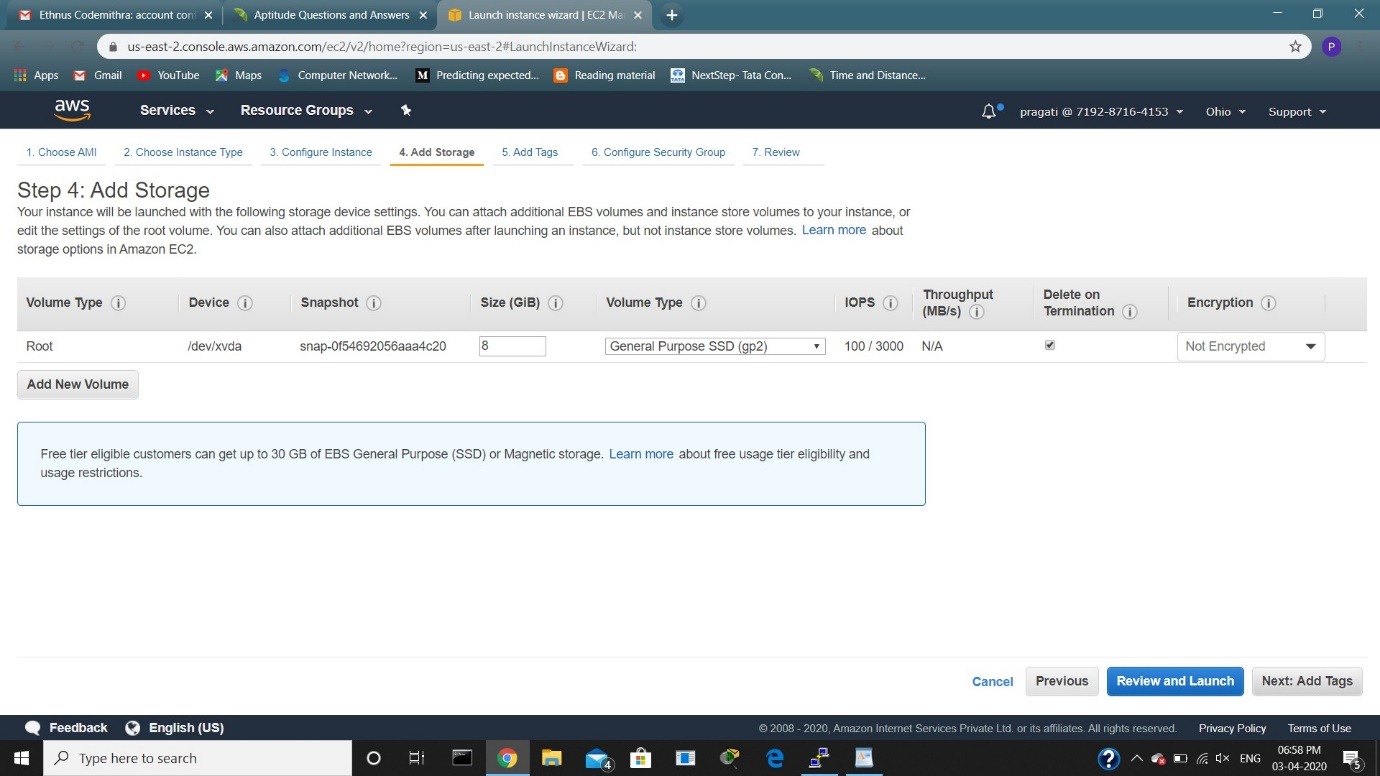 Ethnus Codemithra: account con
Aptitude Questions and Answers
Launch instance wizard | EC2 Ma
us-east-2.console.aws.amazon.com/ec2/v2/home?region=us-east-2#LaunchInstanceWizard:
P
Apps
Gmail
YouTube
Maps
Computer Network...
M Predicting expected...
Reading material
TATA NextStep- Tata Con...
Time and Distance...
aws
Services
Resource Groups
pragati @ 7192-8716-4153
Ohio
Support
1. Choose AMI
2. Choose Instance Type
3. Configure Instance
4. Add Storage
5. Add Tags
6. Configure Security Group
7. Review
Step 4: Add Storage
Your instance will be launched with the following storage device settings. You can attach additional EBS volumes and instance store volumes to your instance, or
edit the settings of the root volume. You can also attach additional EBS volumes after launching an instance, but not instance store volumes. Learn more about
storage options in Amazon EC2.
Volume Type i
Device i
Snapshot i
Size (GiB) i
Volume Type i
IOPS i
Throughput
(MB/s) i
Delete on
Termination i
Encryption i
Root
/dev/xvda
snap-0f54692056aaa4c20
8
General Purpose SSD (gp2)
100 / 3000
N/A
Not Encrypted
Add New Volume
Free tier eligible customers can get up to 30 GB of EBS General Purpose (SSD) or Magnetic storage. Learn more about free usage tier eligibility and
usage restrictions.
Cancel
Previous
Review and Launch
Next: Add Tags
Feedback
English (US)
© 2008 - 2020, Amazon Internet Services Private Ltd. or its affiliates. All rights reserved.
Privacy Policy
Terms of Use
Type here to search
4
ENG
06:58 PM
03-04-2020
5